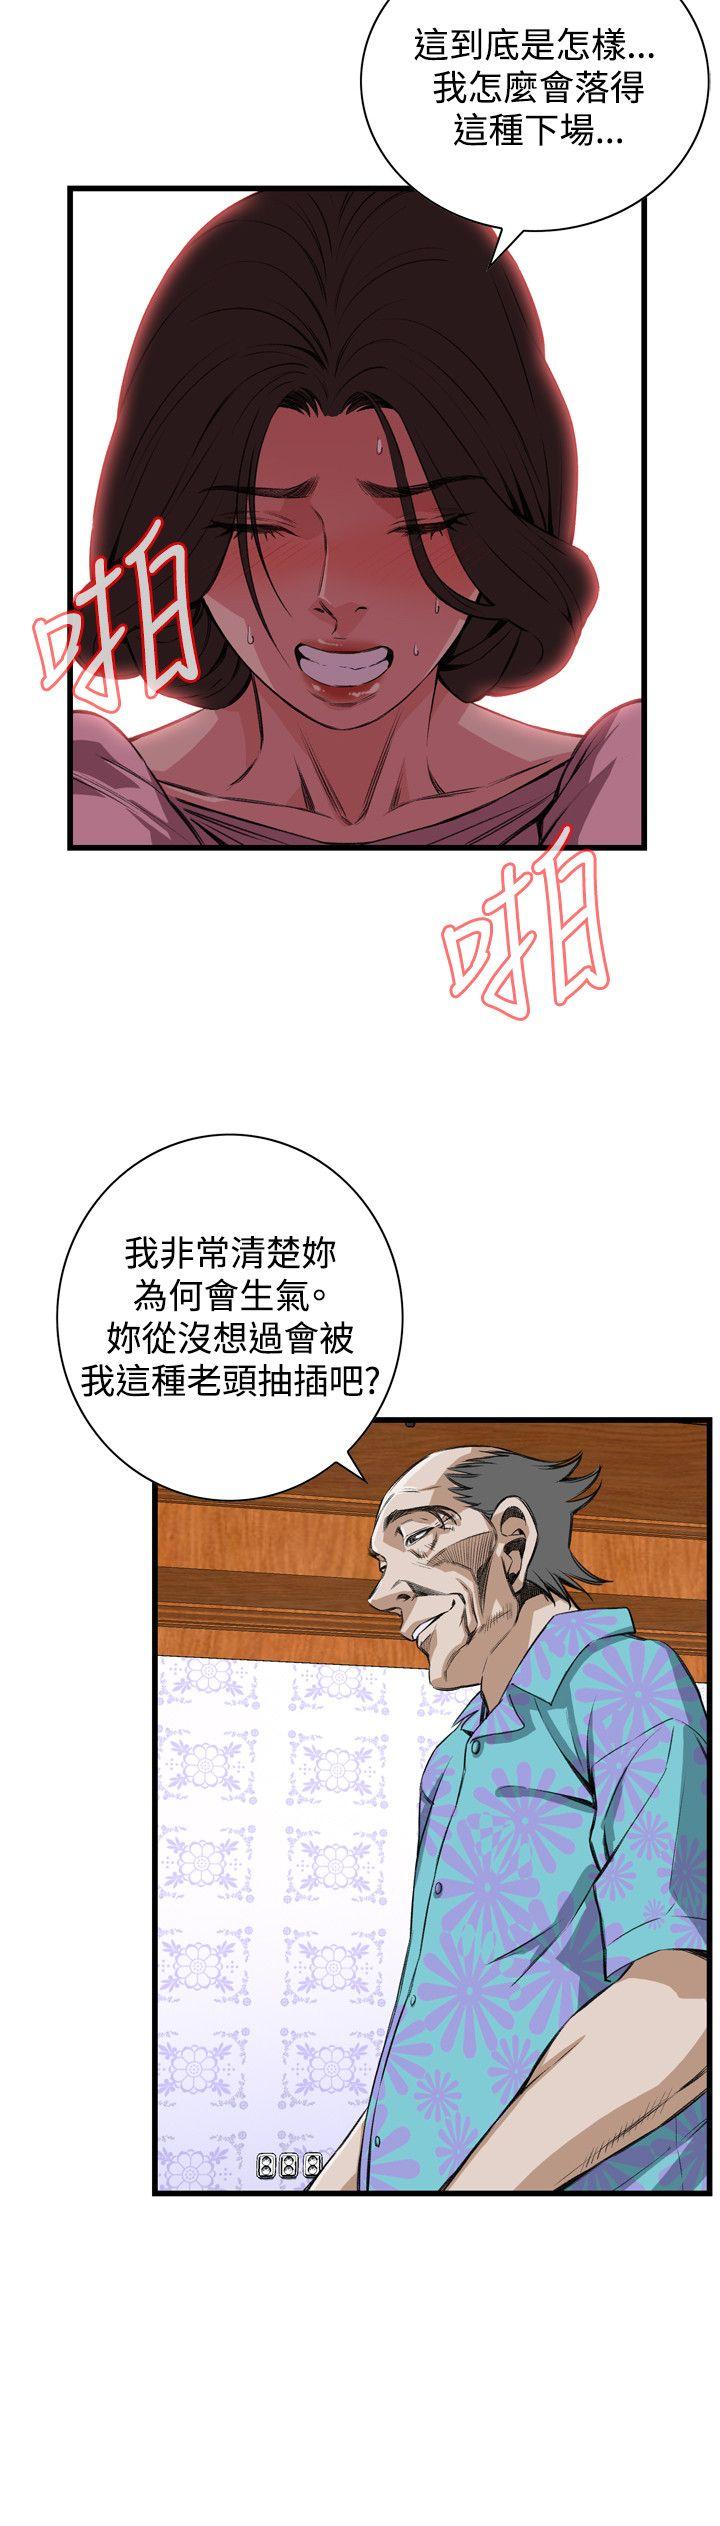 這到底是怎樣...
我怎麼會落得
這種下場...
啪
啪
我非常清楚妳
為何會生氣。
妳從沒想過會被
我這種老頭抽插吧?